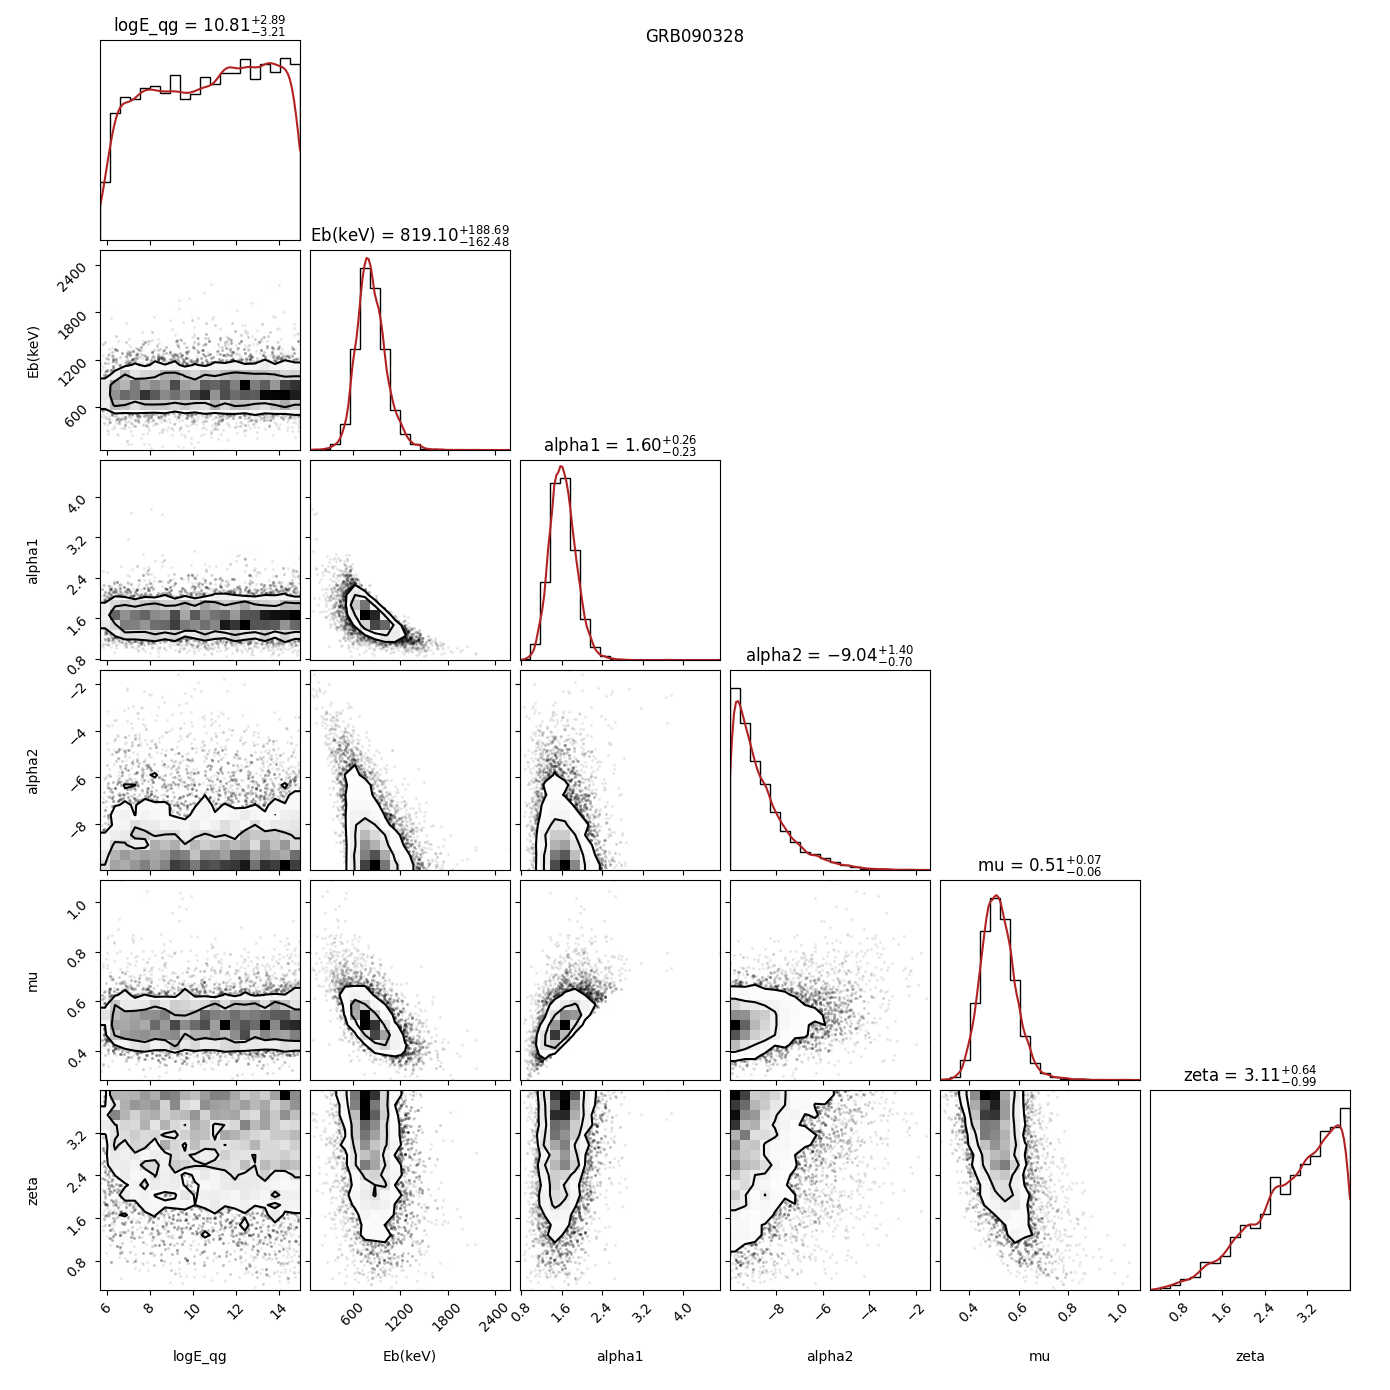 GRB090328
logE_qg = 10.81+2.89 −3.21
Eb(keV) = 819.10+188.69 −162.48
2400
1800
1200
600
Eb(keV)
alpha1 = 1.60+0.26 −0.23
4.0
3.2
2.4
1.6
0.8
alpha1
alpha2 = −9.04+1.40 −0.70
−2
−4
−6
−8
alpha2
mu = 0.51+0.07 −0.06
1.0
0.8
0.6
0.4
mu
zeta = 3.11+0.64 −0.99
3.2
2.4
1.6
0.8
zeta
6 8 10 12 14
600 1200 1800 2400
0.8 1.6 2.4 3.2 4.0
−8 −6 −4 −2
0.4 0.6 0.8 1.0
0.8 1.6 2.4 3.2
logE_qg Eb(keV) alpha1 alpha2 mu zeta